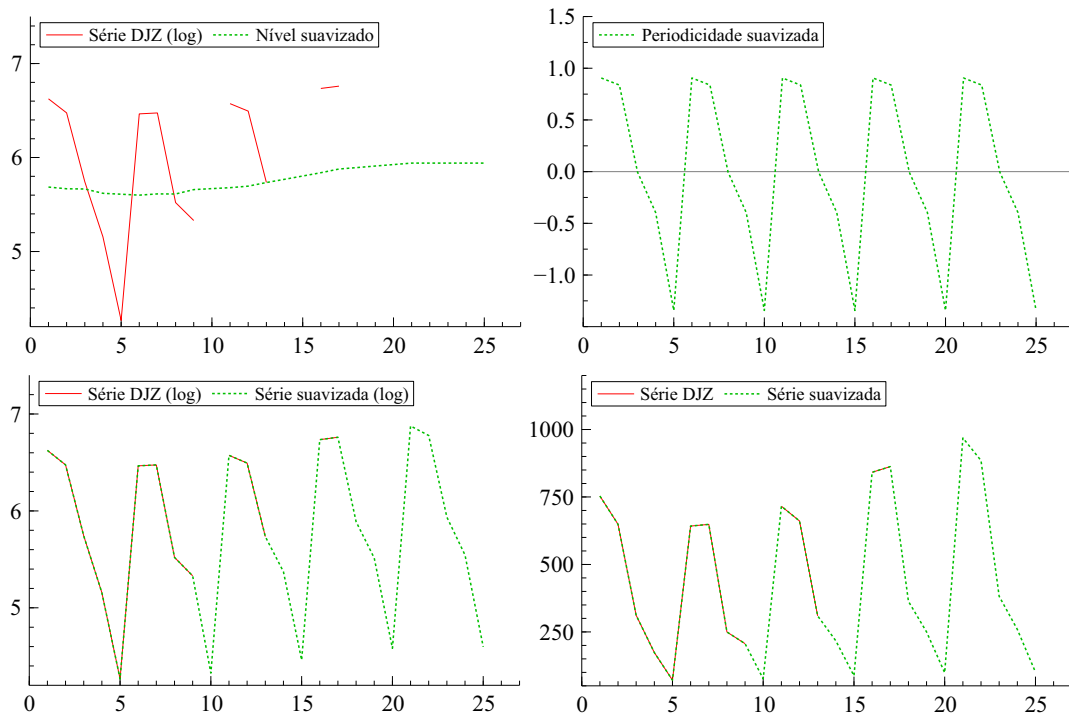 Série DJZ (log) Nível suavizado
7
6
5
0 5 10 15 20 25
Periodicidade suavizada
1.5
1.0
0.5
0.0
−0.5
−1.0
0 5 10 15 20 25
Série DJZ (log) Série suavizada (log)
7
6
5
0 5 10 15 20 25
Série DJZ Série suavizada
1000
750
500
250
0 5 10 15 20 25